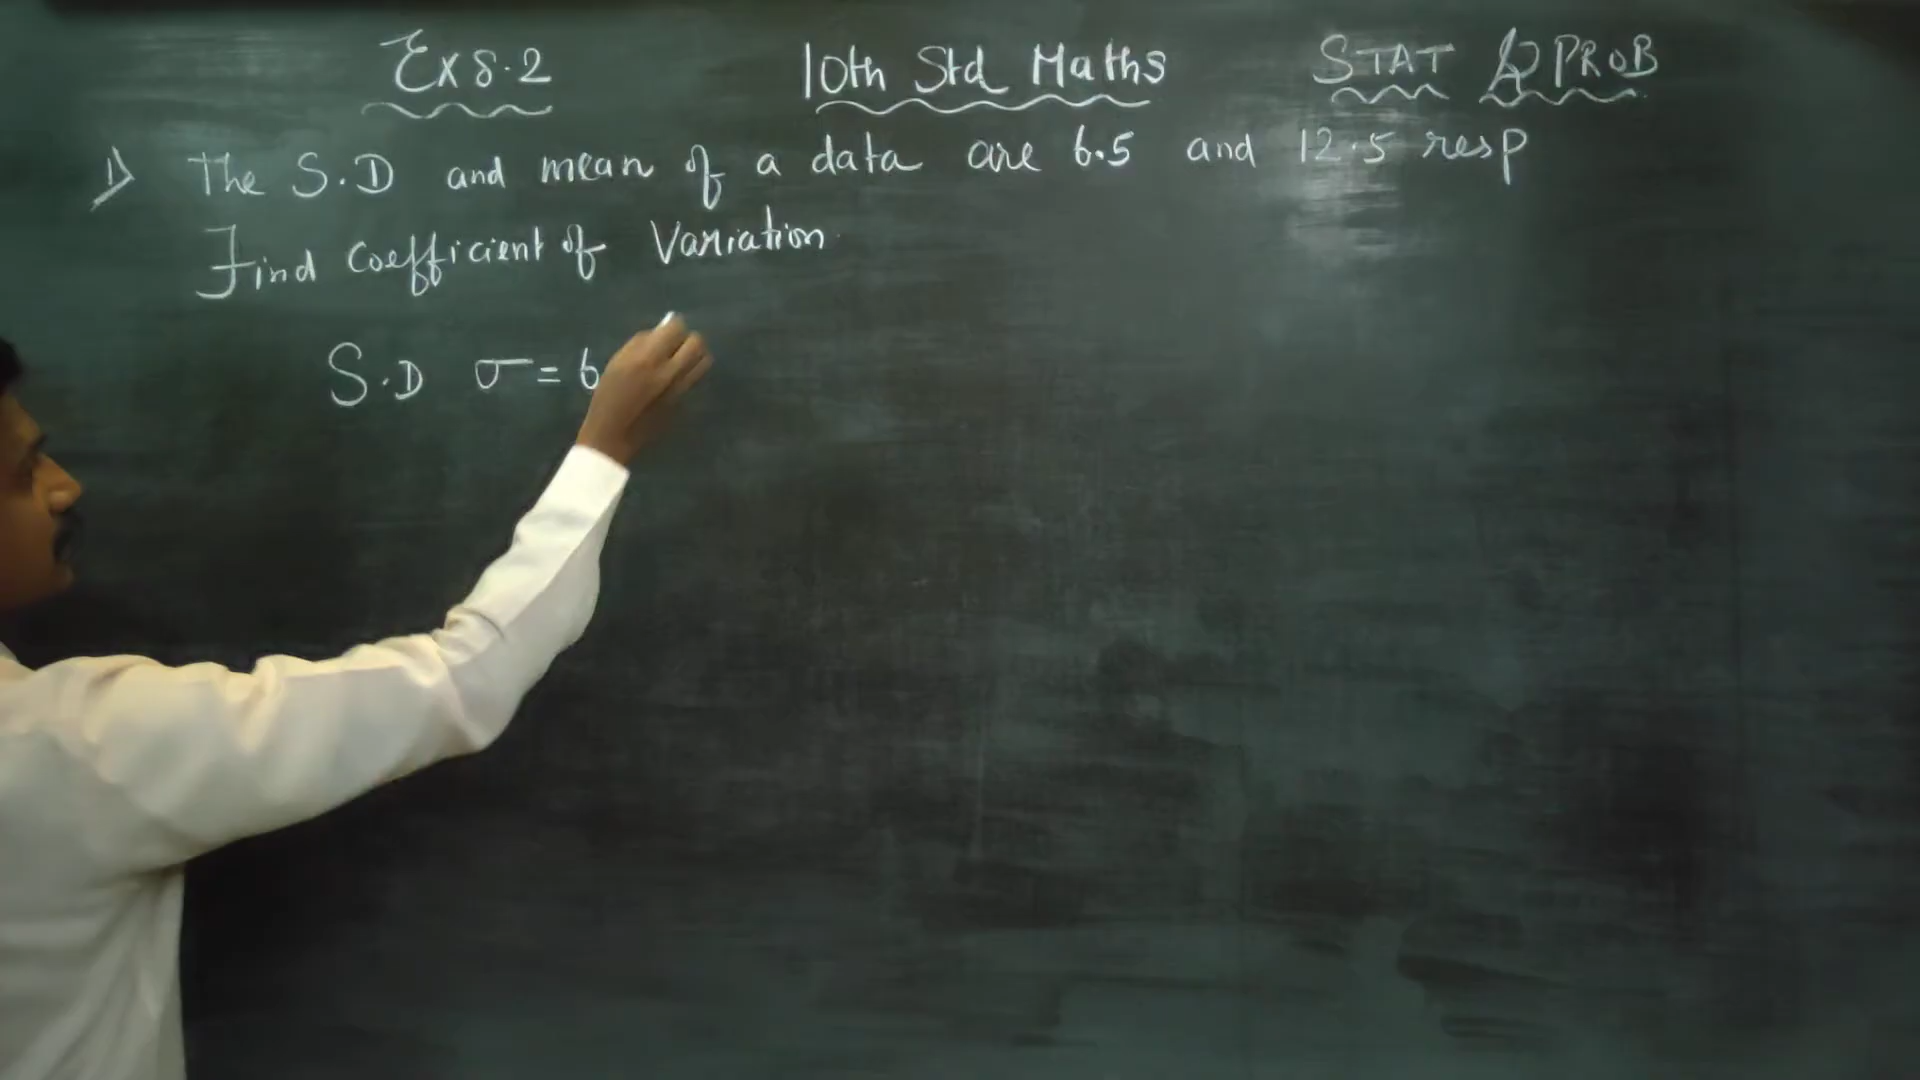 Ex 8.2 10th Std Maths STAT & PROB
1) The S.D and mean of a data are 6.5 and 12.5 resp
Find coefficient of Variation
S.D σ = 6